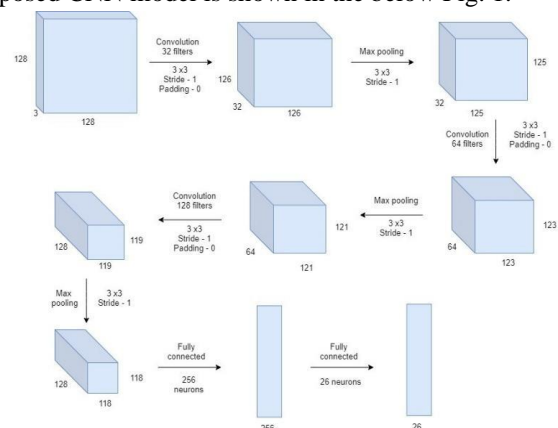 posed CNN model is shown in the below Fig. 1.
128
3
128
Convolution
32 filters
3 x3
Stride - 1
Padding - 0
126
32
126
Max pooling
3 x3
Stride - 1
125
32
125
Convolution
64 filters
3 x3
Stride - 1
Padding - 0
123
64
123
Max pooling
3 x3
Stride - 1
121
64
121
Convolution
128 filters
3 x3
Stride - 1
Padding - 0
119
128
119
Max
pooling
3 x3
Stride - 1
118
128
118
Fully
connected
256
neurons
256
Fully
connected
26 neurons
26